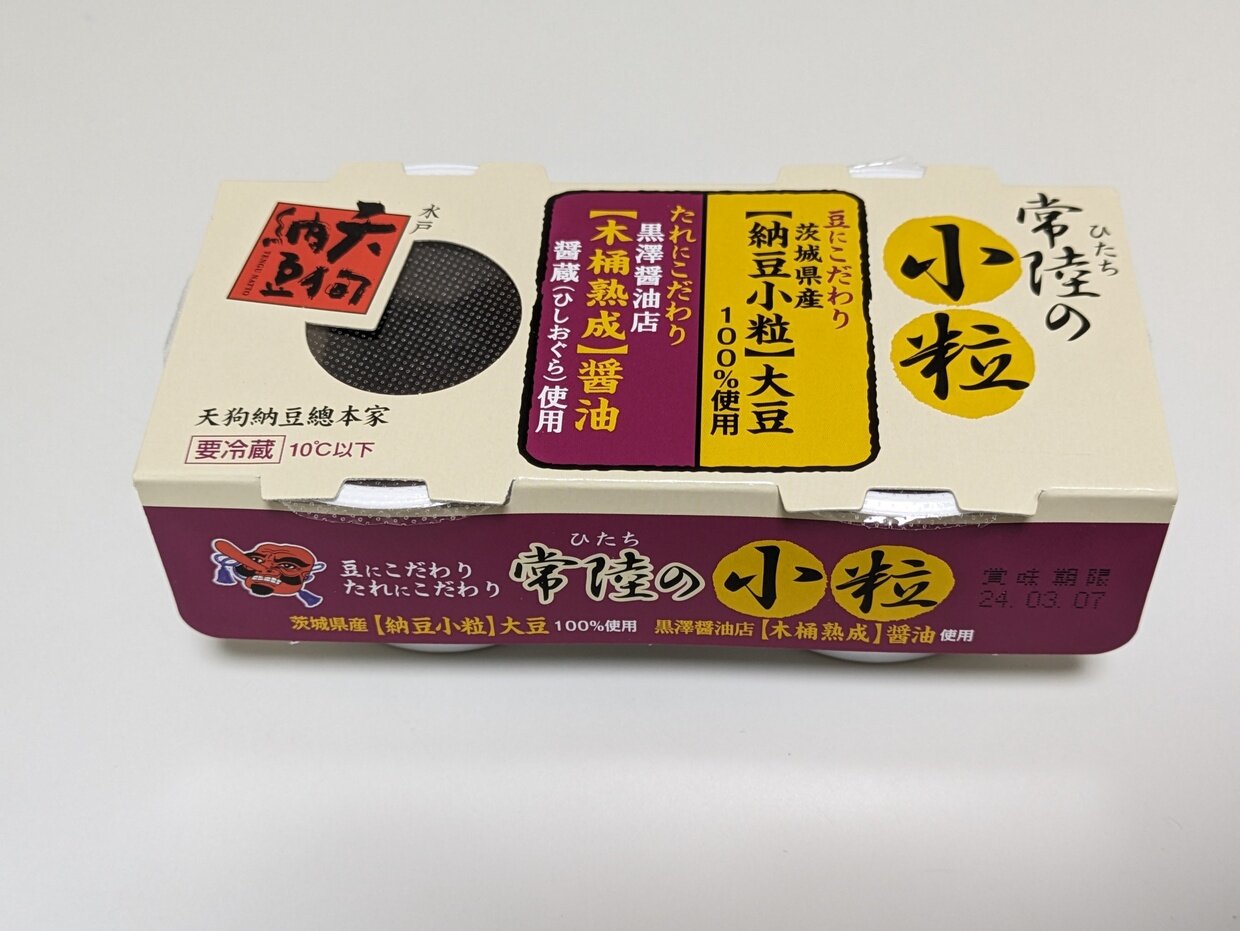 常陸の
ひたち
小粒
豆にこだわり
茨城県産
【納豆小粒】大豆
100%使用
たれにこだわり
黒澤醤油店
【木桶熟成】醤油
醤蔵（ひしおぐら）使用
水戸
天狗
納豆
TENGU NATTO
天狗納豆總本家
要冷蔵 10℃以下
豆にこだわり
たれにこだわり
ひたち
常陸の小粒
賞味期限
24.03.07
茨城県産【納豆小粒】大豆100%使用 黒澤醤油店【木桶熟成】醤油使用